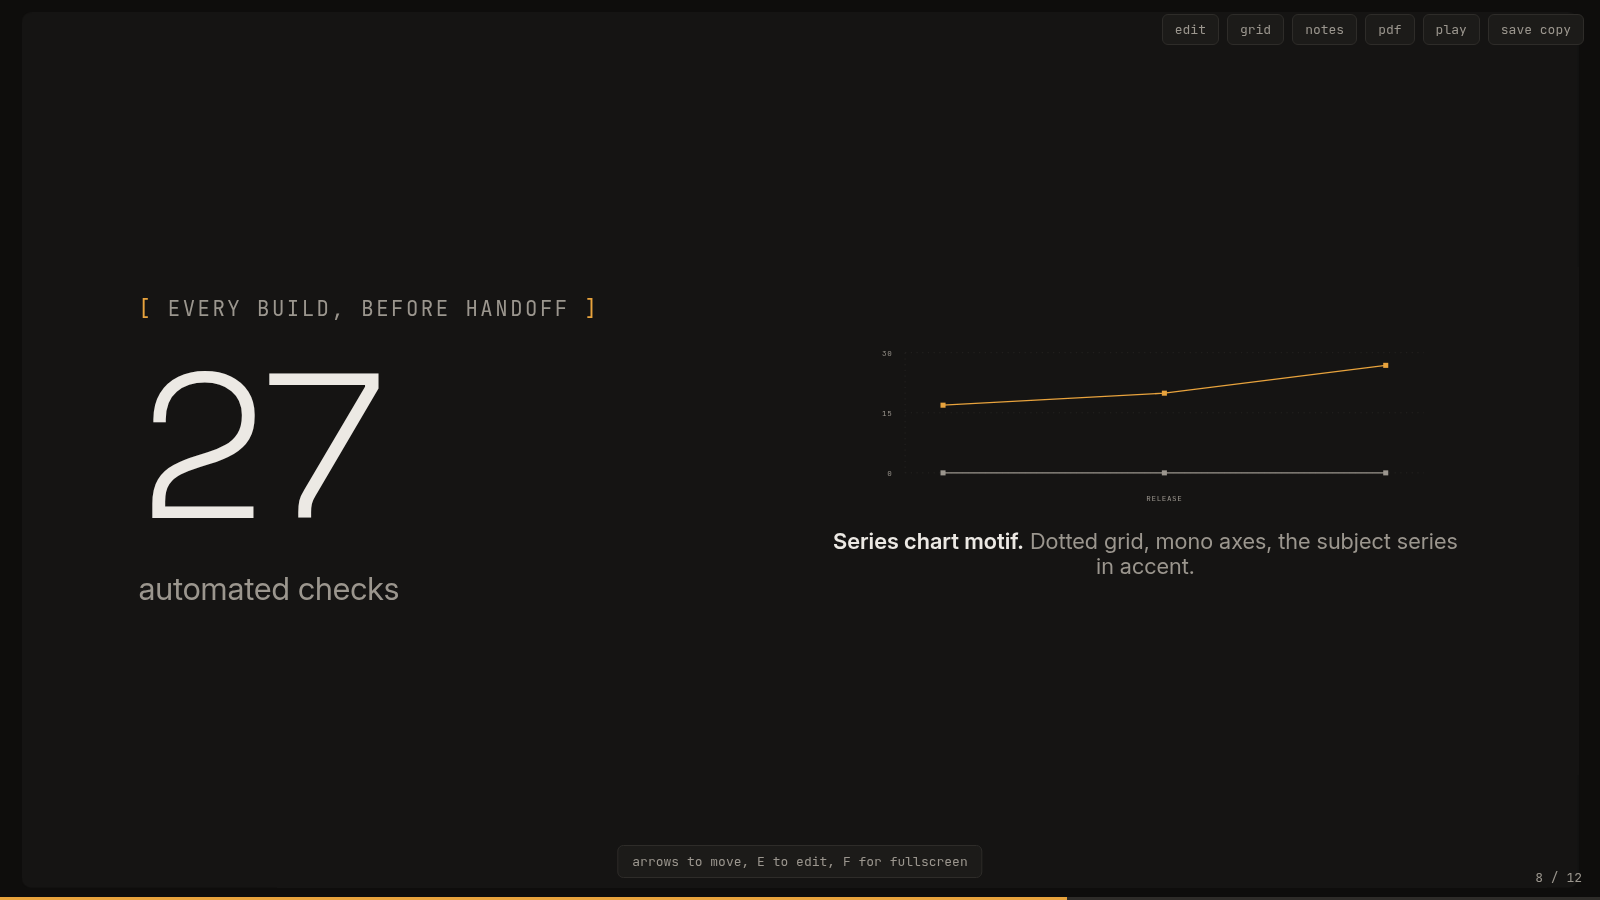 edit
grid
notes
pdf
play
save copy
[ EVERY BUILD, BEFORE HANDOFF ]
27
automated checks
30
15
0
RELEASE
Series chart motif. Dotted grid, mono axes, the subject series
in accent.
arrows to move, E to edit, F for fullscreen
8 / 12